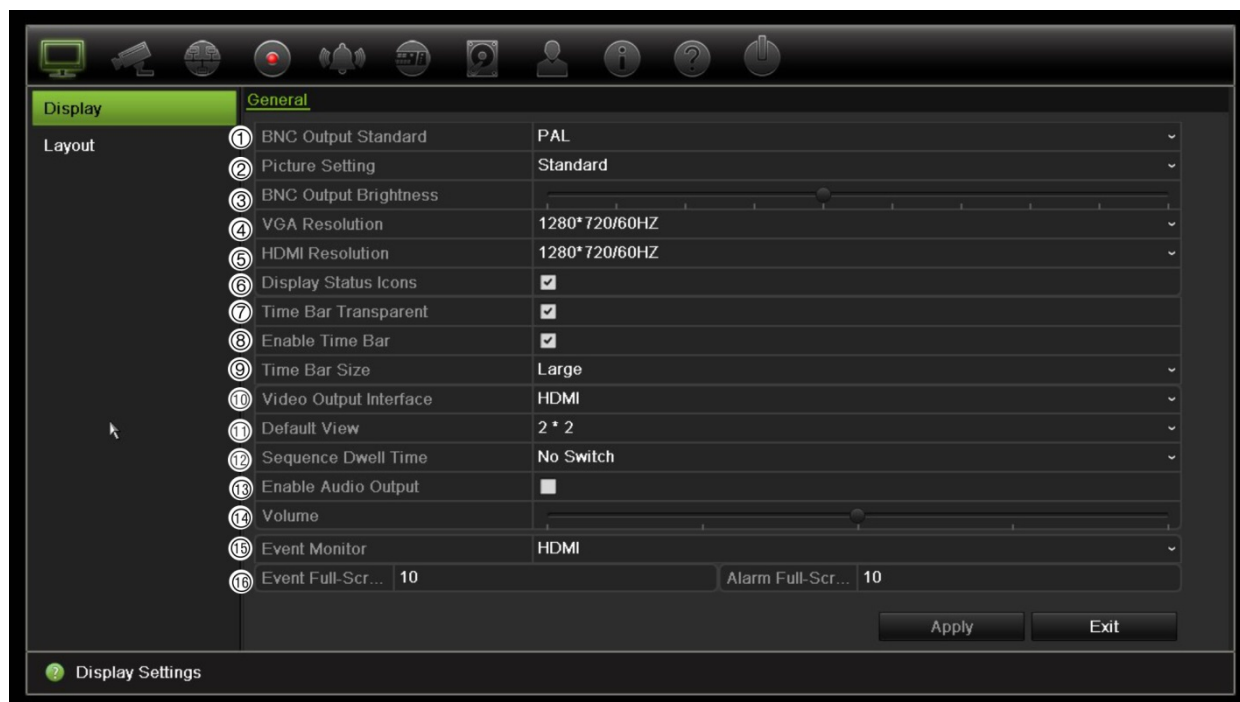 Display
Layout
General
① BNC Output Standard PAL
② Picture Setting Standard
③ BNC Output Brightness
④ VGA Resolution 1280*720/60HZ
⑤ HDMI Resolution 1280*720/60HZ
⑥ Display Status Icons
⑦ Time Bar Transparent
⑧ Enable Time Bar
⑨ Time Bar Size Large
⑩ Video Output Interface HDMI
⑪ Default View 2 * 2
⑫ Sequence Dwell Time No Switch
⑬ Enable Audio Output
⑭ Volume
⑮ Event Monitor HDMI
⑯ Event Full-Scr... 10 Alarm Full-Scr... 10
Apply Exit
? Display Settings